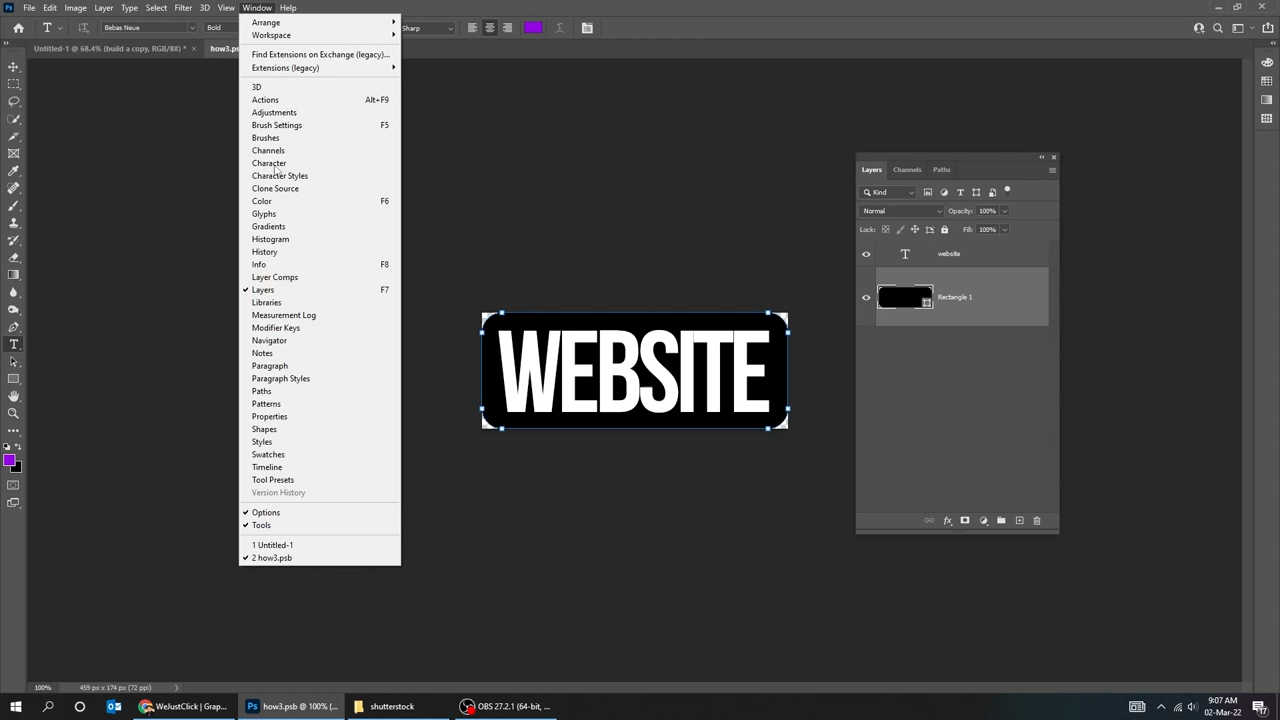 Ps File Edit Image Layer Type Select Filter 3D View Window Help
T Bebas Neue Bold Sharp
Untitled-1 @ 68.4% (build a copy, RGB/8#) * × how3.ps
Arrange
Workspace
Find Extensions on Exchange (legacy)...
Extensions (legacy)
3D
Actions Alt+F9
Adjustments
Brush Settings F5
Brushes
Channels
Character
Character Styles
Clone Source
Color F6
Glyphs
Gradients
Histogram
History
Info F8
Layer Comps
Layers F7
Libraries
Measurement Log
Modifier Keys
Navigator
Notes
Paragraph
Paragraph Styles
Paths
Patterns
Properties
Shapes
Styles
Swatches
Timeline
Tool Presets
Version History
Options
Tools
1 Untitled-1
2 how3.psb
WEBSITE
Layers Channels Paths
Kind
Normal Opacity: 100%
Lock: Fill: 100%
T website
Rectangle 1
fx
100% 459 px x 174 px (72 ppi)
WeJustClick | Grap...
Ps how3.psb @ 100% (...
shutterstock
OBS 27.2.1 (64-bit, ...
9:07 AM
02-Mar-22